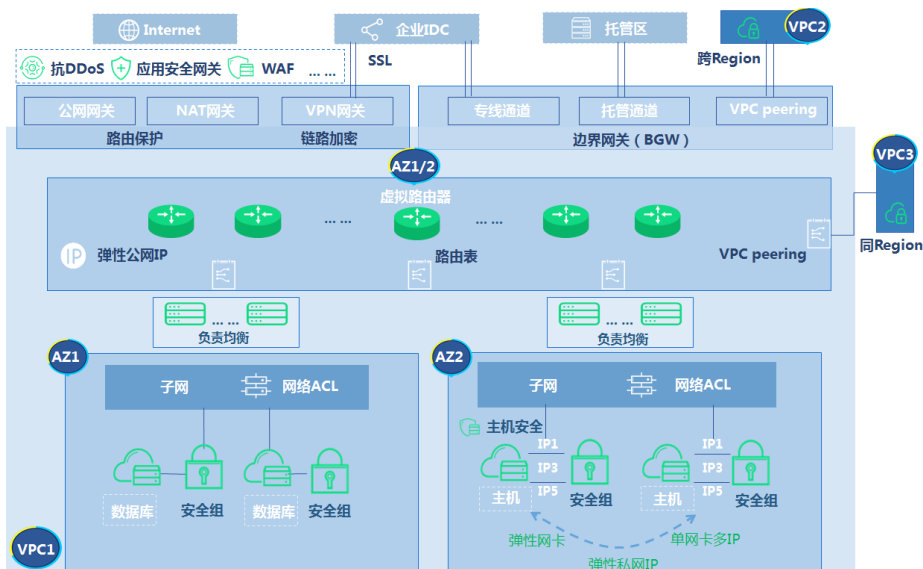 Internet
企业IDC
托管区
VPC2
抗DDoS
应用安全网关
WAF
... ...
SSL
跨Region
公网网关
NAT网关
VPN网关
专线通道
托管通道
VPC peering
路由保护
链路加密
边界网关（BGW）
AZ1/2
VPC3
虚拟路由器
... ...
... ...
IP
弹性公网IP
路由表
VPC peering
同Region
... ...
负责均衡
... ...
负责均衡
AZ1
AZ2
子网
网络ACL
子网
网络ACL
主机安全
IP1
IP3
IP5
IP1
IP3
IP5
数据库
安全组
数据库
安全组
主机
安全组
主机
安全组
弹性网卡
单网卡多IP
弹性私网IP
VPC1